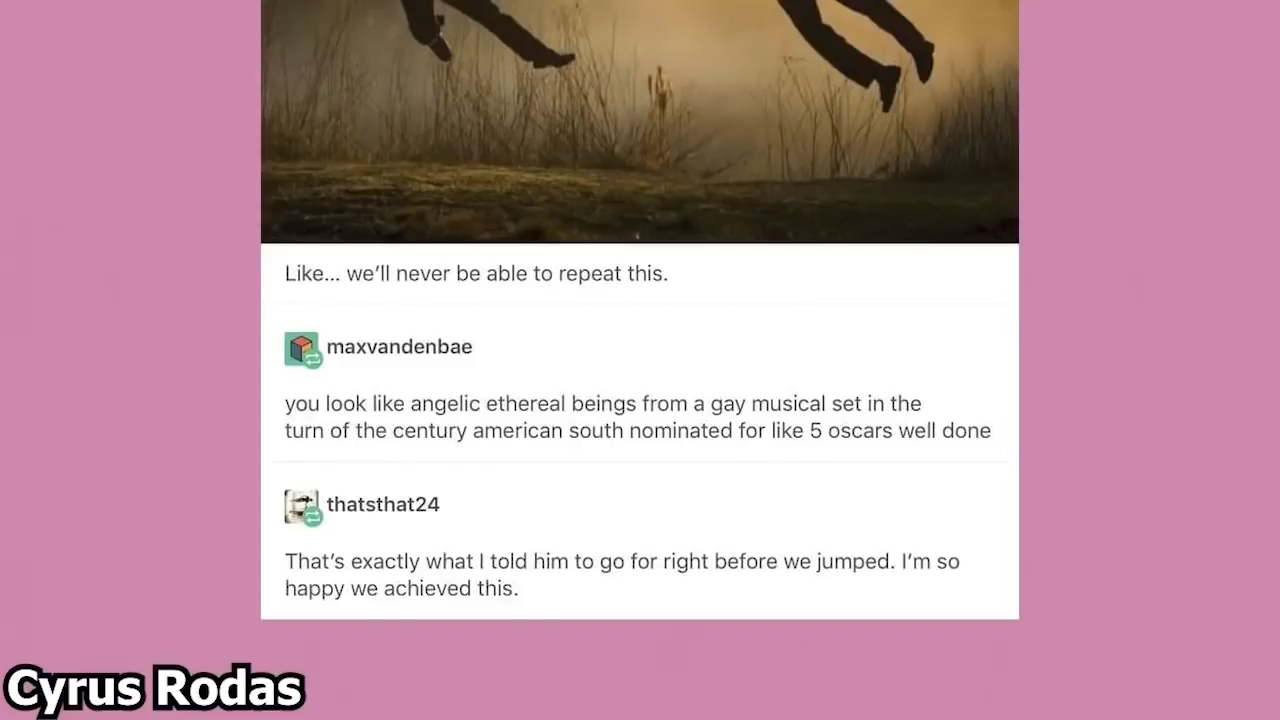 Like... we'll never be able to repeat this.
maxvandenbae
you look like angelic ethereal beings from a gay musical set in the
turn of the century american south nominated for like 5 oscars well done
thatsthat24
That's exactly what I told him to go for right before we jumped. I'm so
happy we achieved this.
Cyrus Rodas